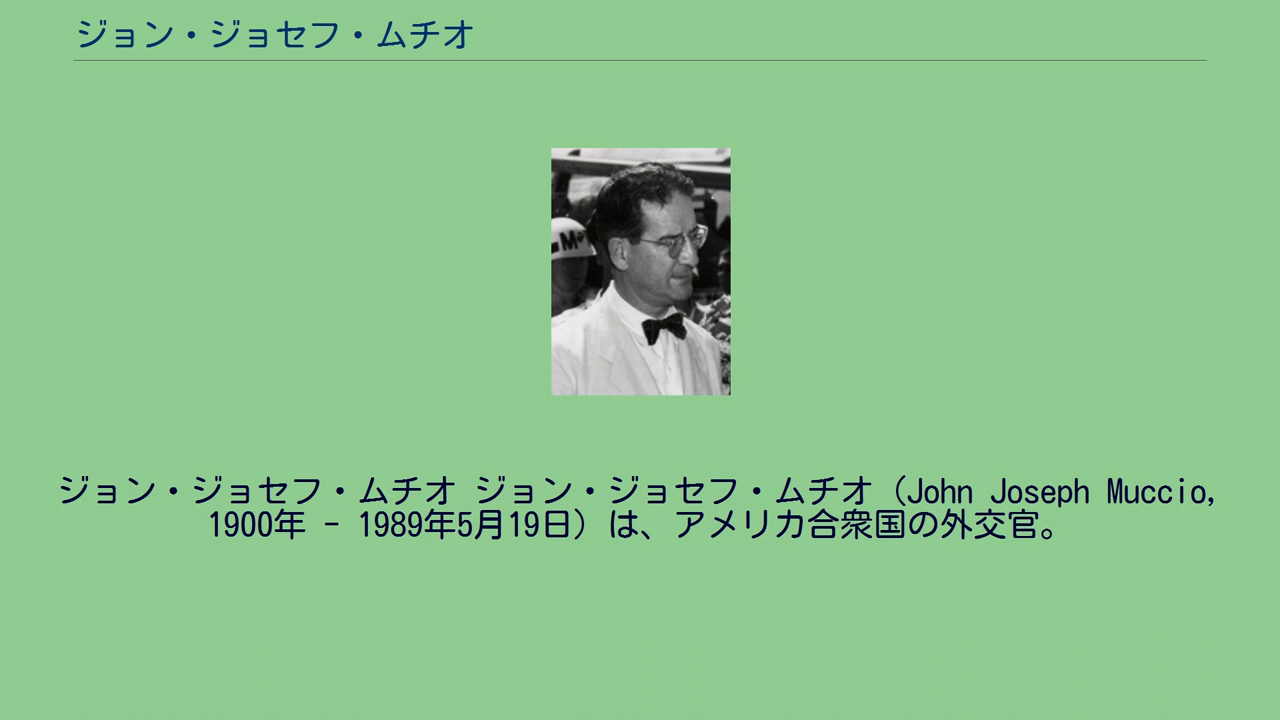 ジョン・ジョセフ・ムチオ
MP
ジョン・ジョセフ・ムチオ ジョン・ジョセフ・ムチオ（John Joseph Muccio,
1900年 - 1989年5月19日）は、アメリカ合衆国の外交官。